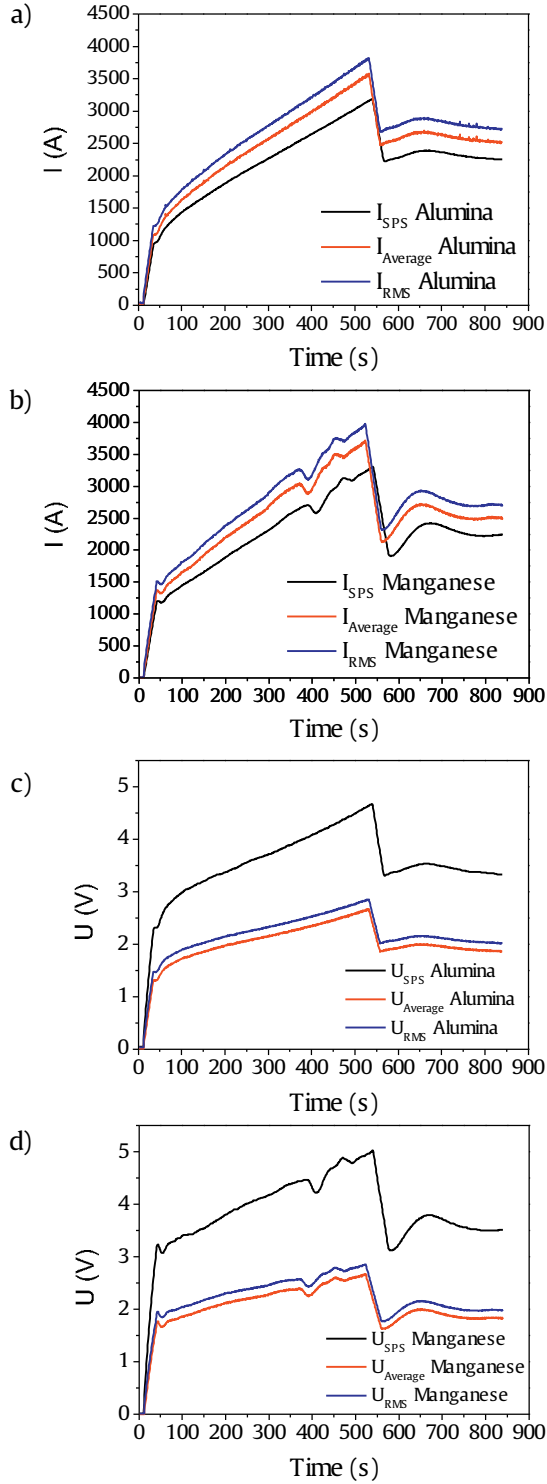 a)
4500
4000
3500
3000
2500
2000
1500
1000
500
0
I (A)
I_SPS Alumina
I_Average Alumina
I_RMS Alumina
0 100 200 300 400 500 600 700 800 900
Time (s)
b)
4500
4000
3500
3000
2500
2000
1500
1000
500
0
I (A)
I_SPS Manganese
I_Average Manganese
I_RMS Manganese
0 100 200 300 400 500 600 700 800 900
Time (s)
c)
5
4
3
2
1
0
U (V)
U_SPS Alumina
U_Average Alumina
U_RMS Alumina
0 100 200 300 400 500 600 700 800 900
Time (s)
d)
5
4
3
2
1
0
U (V)
U_SPS Manganese
U_Average Manganese
U_RMS Manganese
0 100 200 300 400 500 600 700 800 900
Time (s)